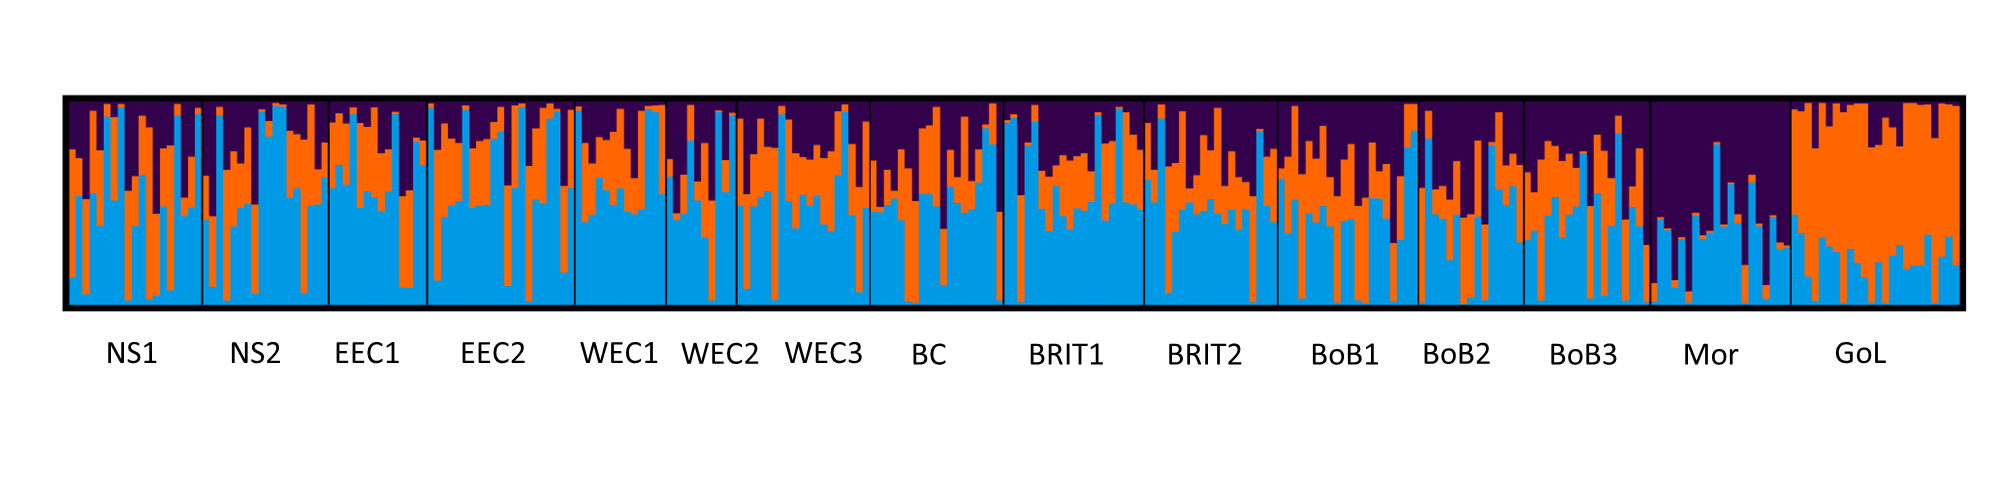 NS1 NS2 EEC1 EEC2 WEC1 WEC2 WEC3 BC BRIT1 BRIT2 BoB1 BoB2 BoB3 Mor GoL